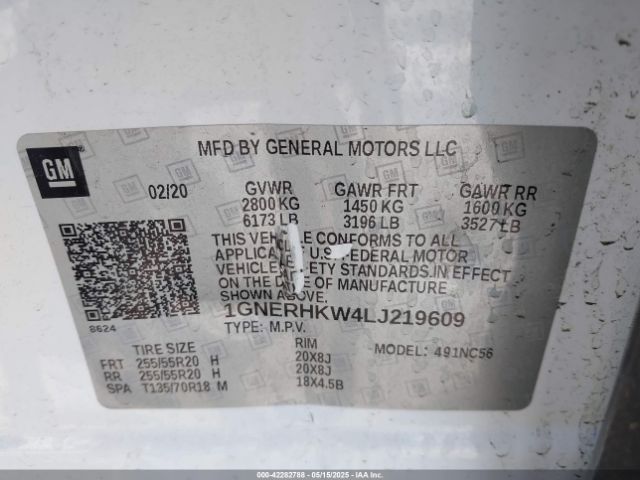 GM
MFD BY GENERAL MOTORS LLC
02/20
GVWR GAWR FRT GAWR RR
2800 KG 1450 KG 1600 KG
6173 LB 3196 LB 3527 LB
THIS VEHICLE CONFORMS TO ALL
APPLICABLE U.S. FEDERAL MOTOR
VEHICLE SAFETY STANDARDS IN EFFECT
ON THE DATE OF MANUFACTURE
SHOWN ABOVE.
8624
1GNERHKW4LJ219609
TYPE: M.P.V.
TIRE SIZE RIM MODEL: 491NC56
FRT 255/55R20 H 20X8J
RR 255/55R20 H 20X8J
SPA T135/70R18 M 18X4.5B
000-42282788 - 05/15/2025 - IAAI.COM